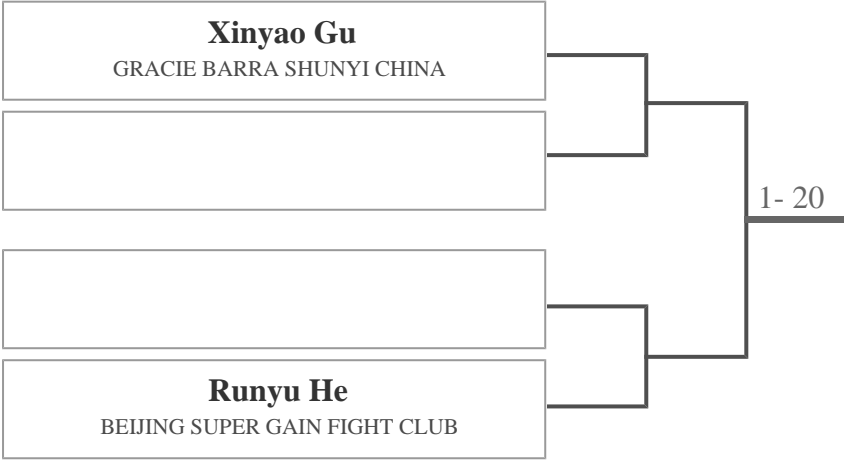 Xinyao Gu
GRACIE BARRA SHUNYI CHINA
1- 20
Runyu He
BEIJING SUPER GAIN FIGHT CLUB